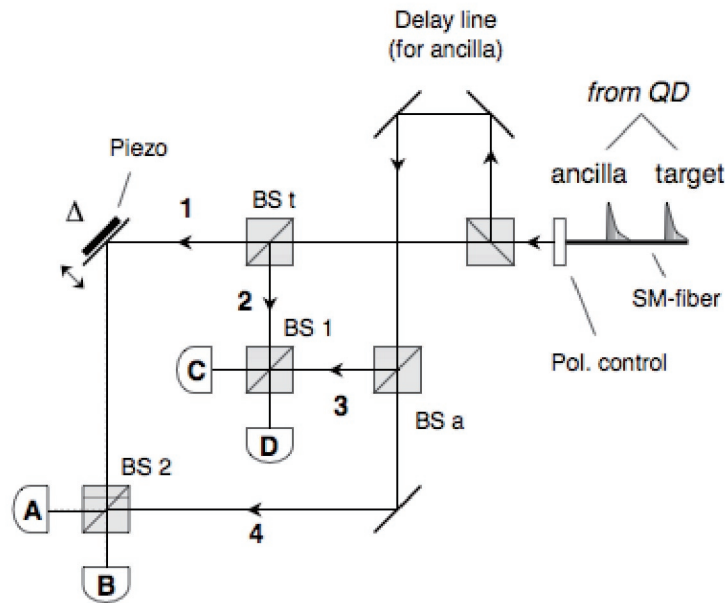 Delay line
(for ancilla)
from QD
Piezo
ancilla
target
Δ
1
BS t
2
BS 1
SM-fiber
C
3
Pol. control
D
BS a
BS 2
A
4
B